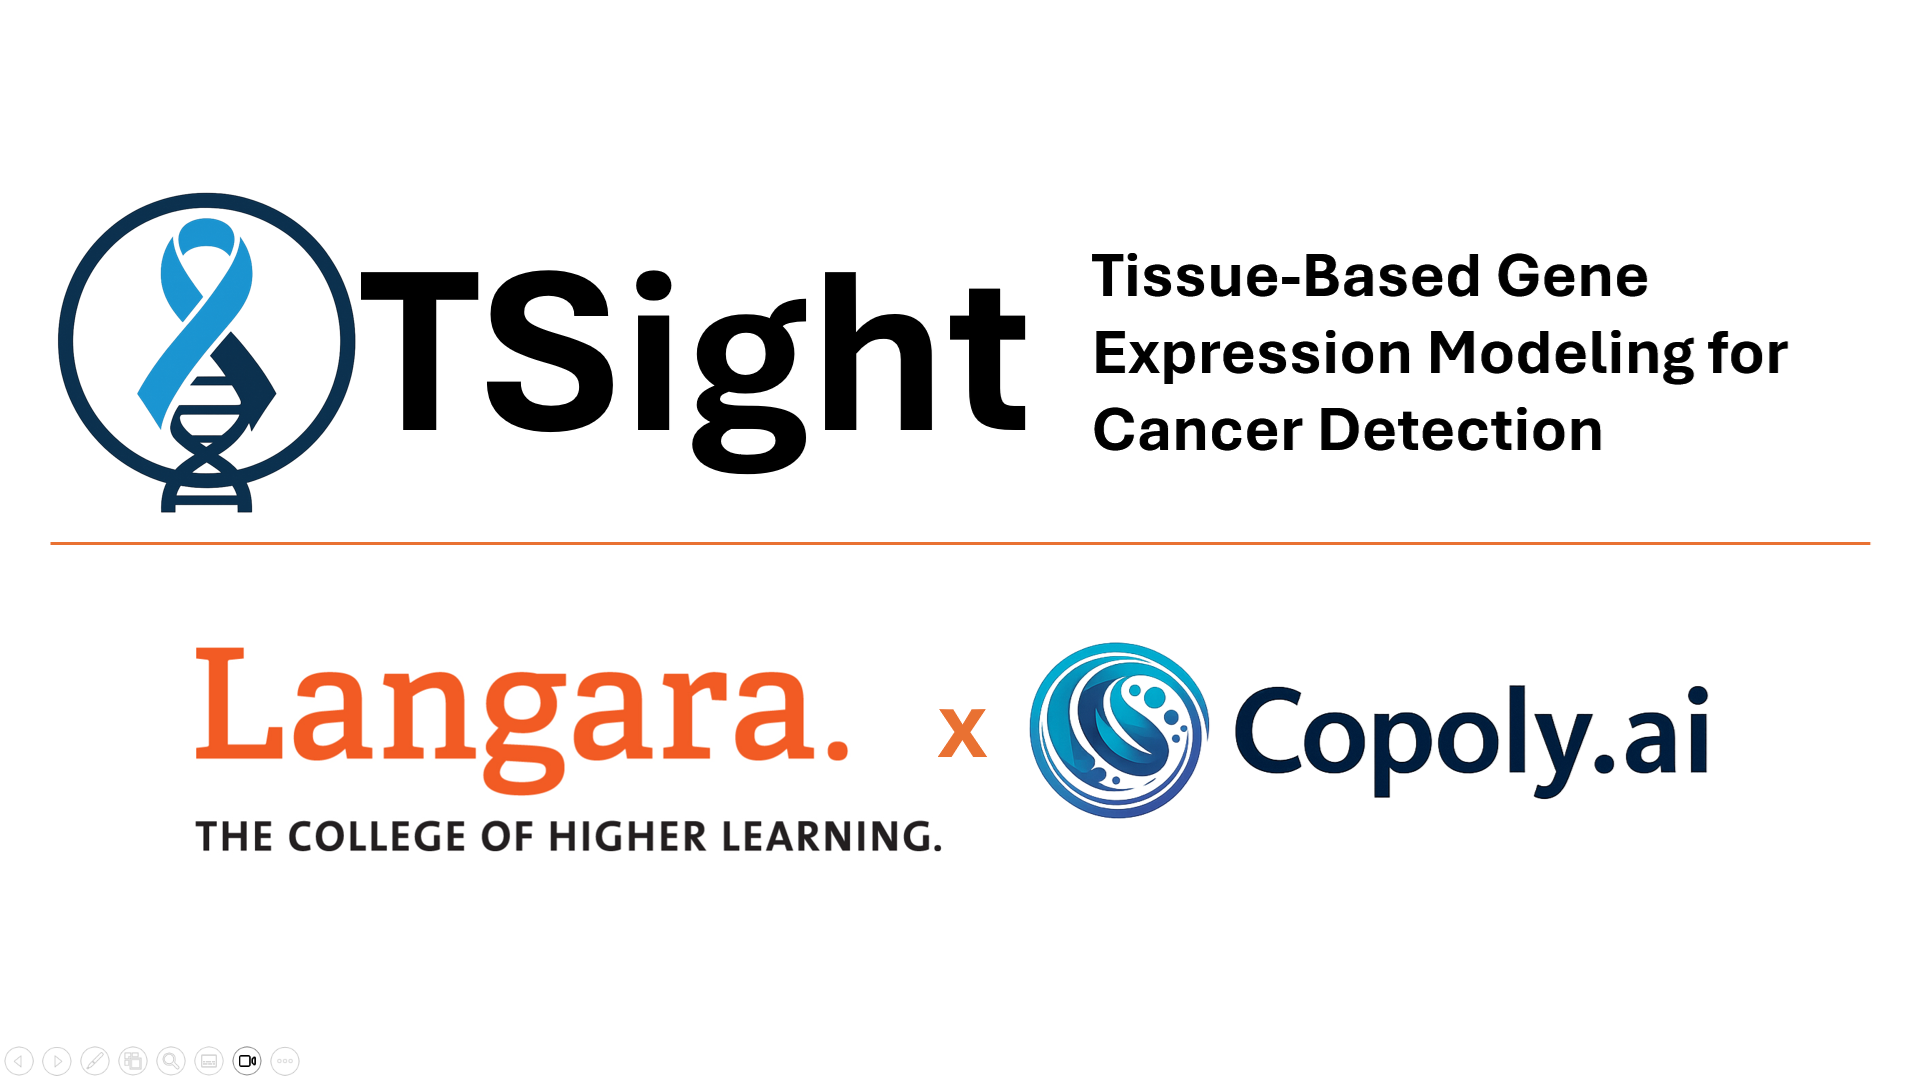 TSight
Tissue-Based Gene
Expression Modeling for
Cancer Detection
Langara.
THE COLLEGE OF HIGHER LEARNING.
x
Copoly.ai